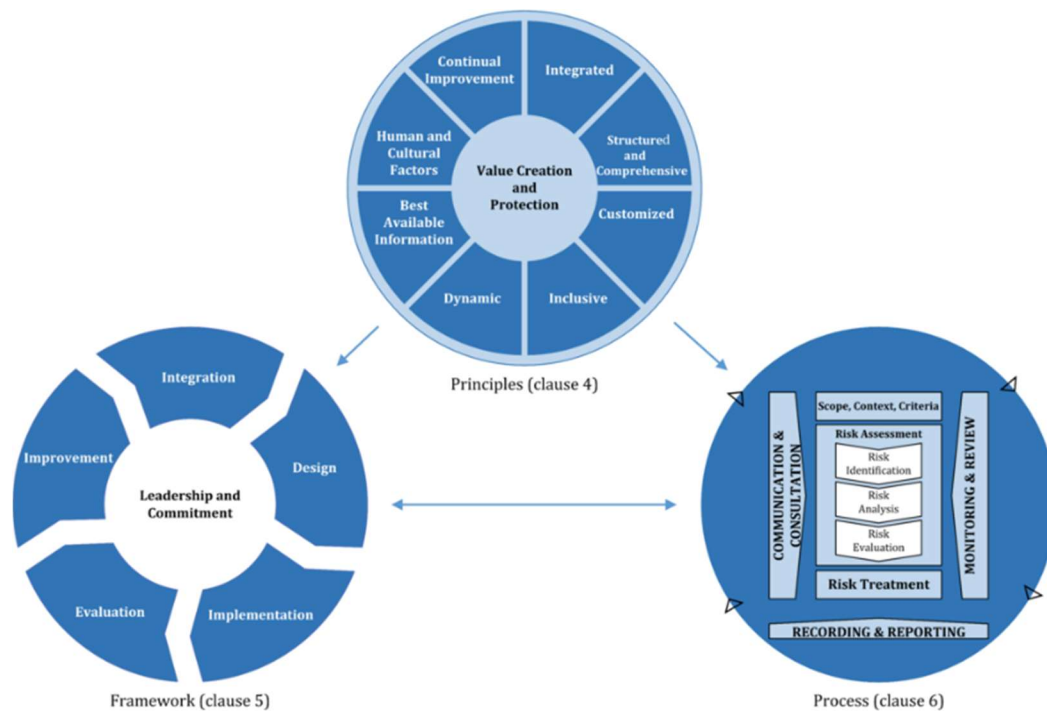 Continual
Improvement
Integrated
Human and
Cultural
Factors
Structured
and
Comprehensive
Value Creation
and
Protection
Best
Available
Information
Customized
Dynamic
Inclusive
Principles (clause 4)
Integration
Improvement
Design
Leadership and
Commitment
Evaluation
Implementation
Framework (clause 5)
Scope, Context, Criteria
Risk Assessment
Risk
Identification
Risk
Analysis
Risk
Evaluation
Risk Treatment
COMMUNICATION &
CONSULTATION
MONITORING & REVIEW
RECORDING & REPORTING
Process (clause 6)